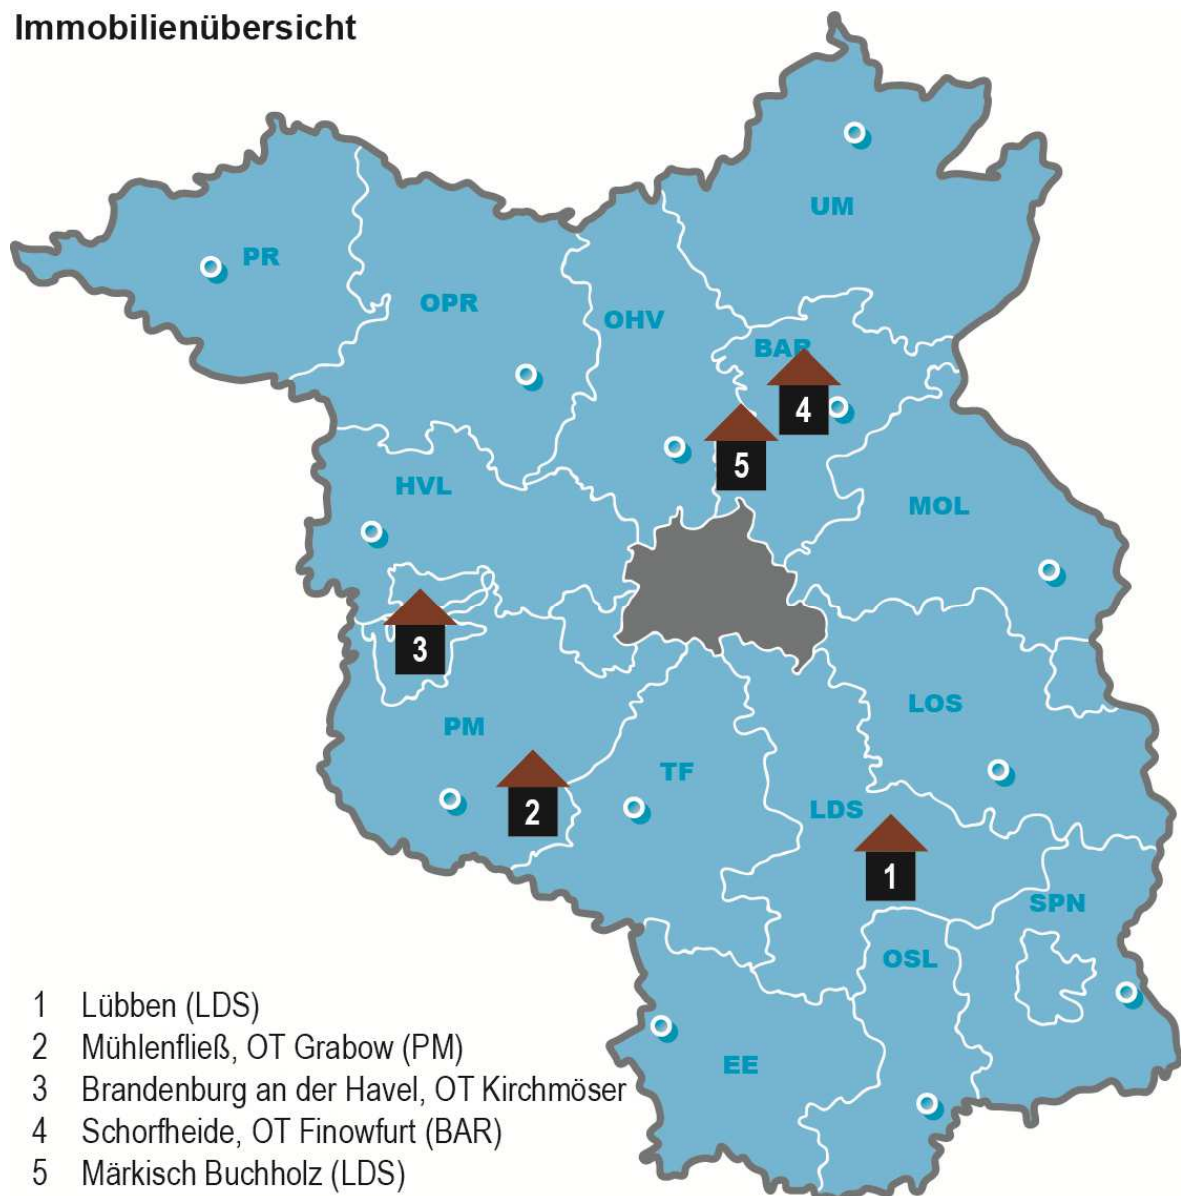 Immobilienübersicht
UM
PR
OPR
OHV
BAR
4
5
HVL
MOL
3
LOS
PM
TF
2
LDS
1
SPN
OSL
EE
1 Lübben (LDS)
2 Mühlenfließ, OT Grabow (PM)
3 Brandenburg an der Havel, OT Kirchmöser
4 Schorfheide, OT Finowfurt (BAR)
5 Märkisch Buchholz (LDS)